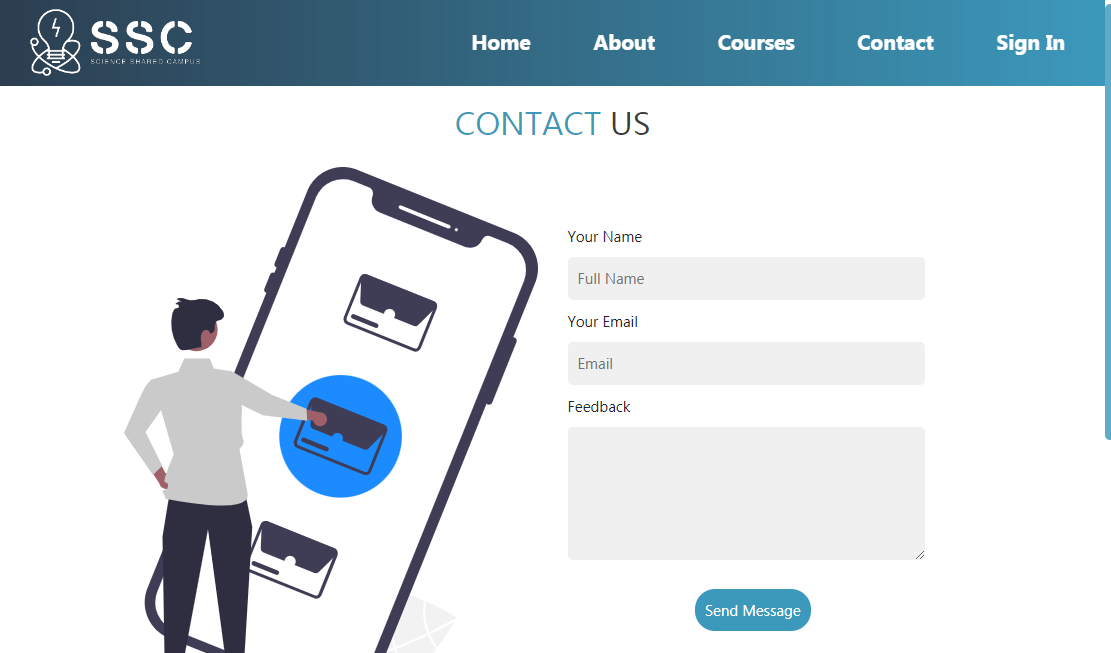 SSC
SCIENCE SHARED CAMPUS
Home About Courses Contact Sign In
CONTACT US
Your Name
Full Name
Your Email
Email
Feedback
Send Message